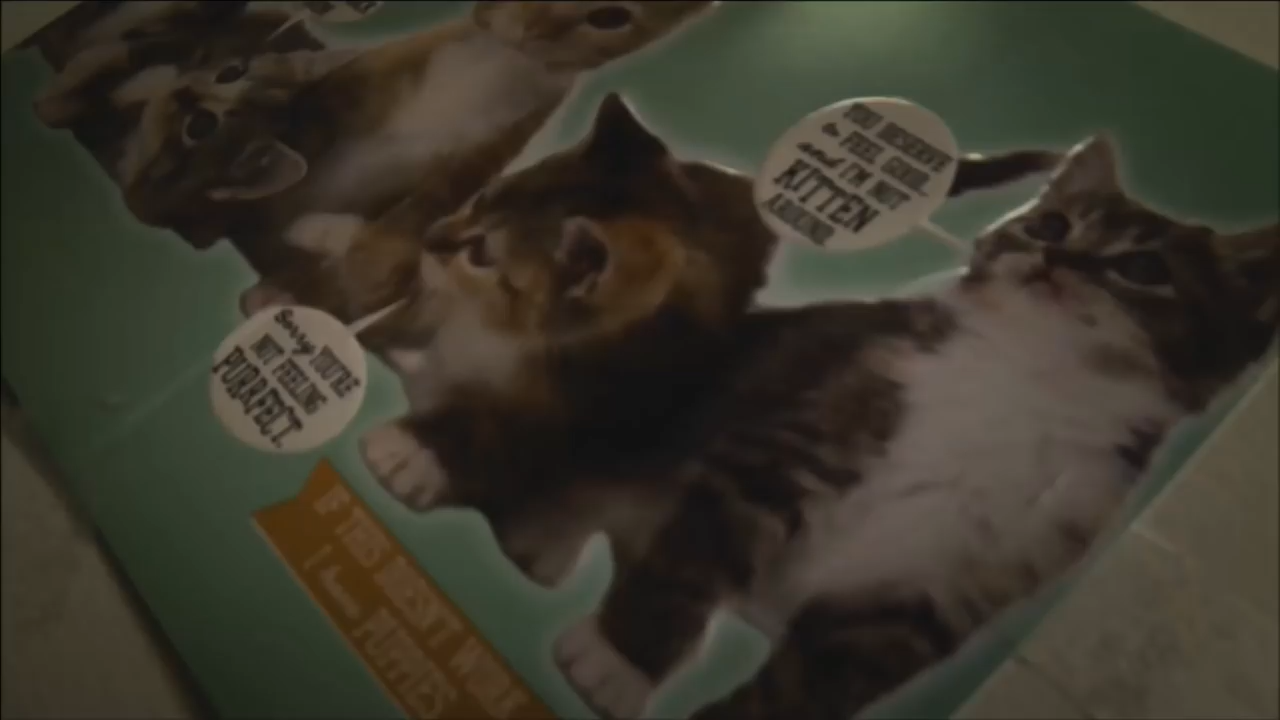 YOU DESERVE
to FEEL GOOD,
and I'M NOT
KITTEN
AROUND.
Sorry YOU'RE
NOT FEELING
PURRFECT.
IF THIS DOESN'T WORK,
I have PUPPIES